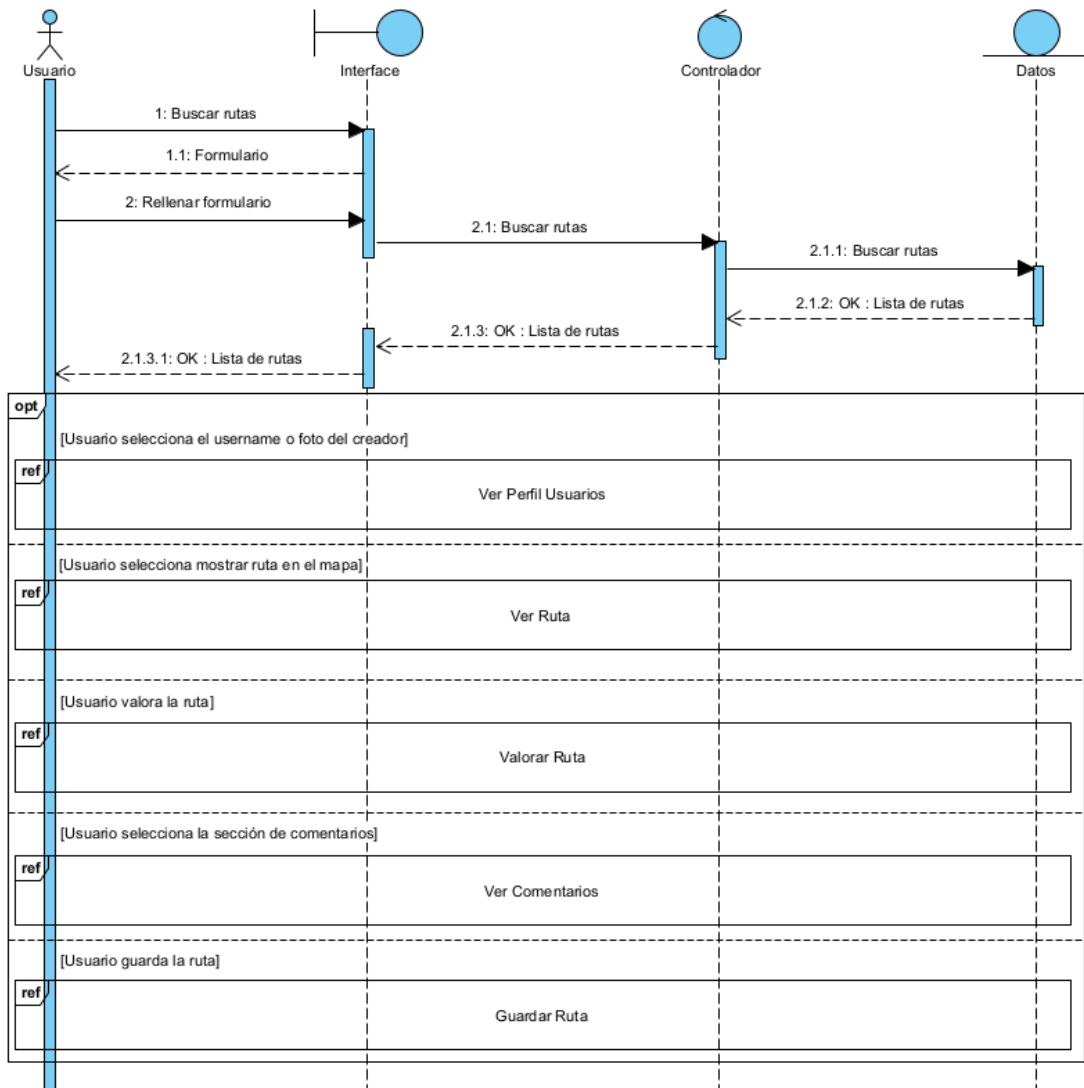 Usuario
Interface
Controlador
Datos
1: Buscar rutas
1.1: Formulario
2: Rellenar formulario
2.1: Buscar rutas
2.1.1: Buscar rutas
2.1.2: OK : Lista de rutas
2.1.3: OK : Lista de rutas
2.1.3.1: OK : Lista de rutas
opt
[Usuario selecciona el username o foto del creador]
ref
Ver Perfil Usuarios
[Usuario selecciona mostrar ruta en el mapa]
ref
Ver Ruta
[Usuario valora la ruta]
ref
Valorar Ruta
[Usuario selecciona la sección de comentarios]
ref
Ver Comentarios
[Usuario guarda la ruta]
ref
Guardar Ruta